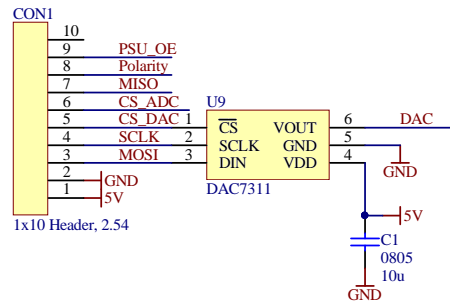 CON1
10
9 PSU_OE
8 Polarity
7 MISO
6 CS_ADC
5 CS_DAC
4 SCLK
3 MOSI
2 GND
1 5V
1x10 Header, 2.54
U9
1 CS VOUT 6 DAC
2 SCLK GND 5 GND
3 DIN VDD 4
DAC7311
5V
C1
0805
10u
GND